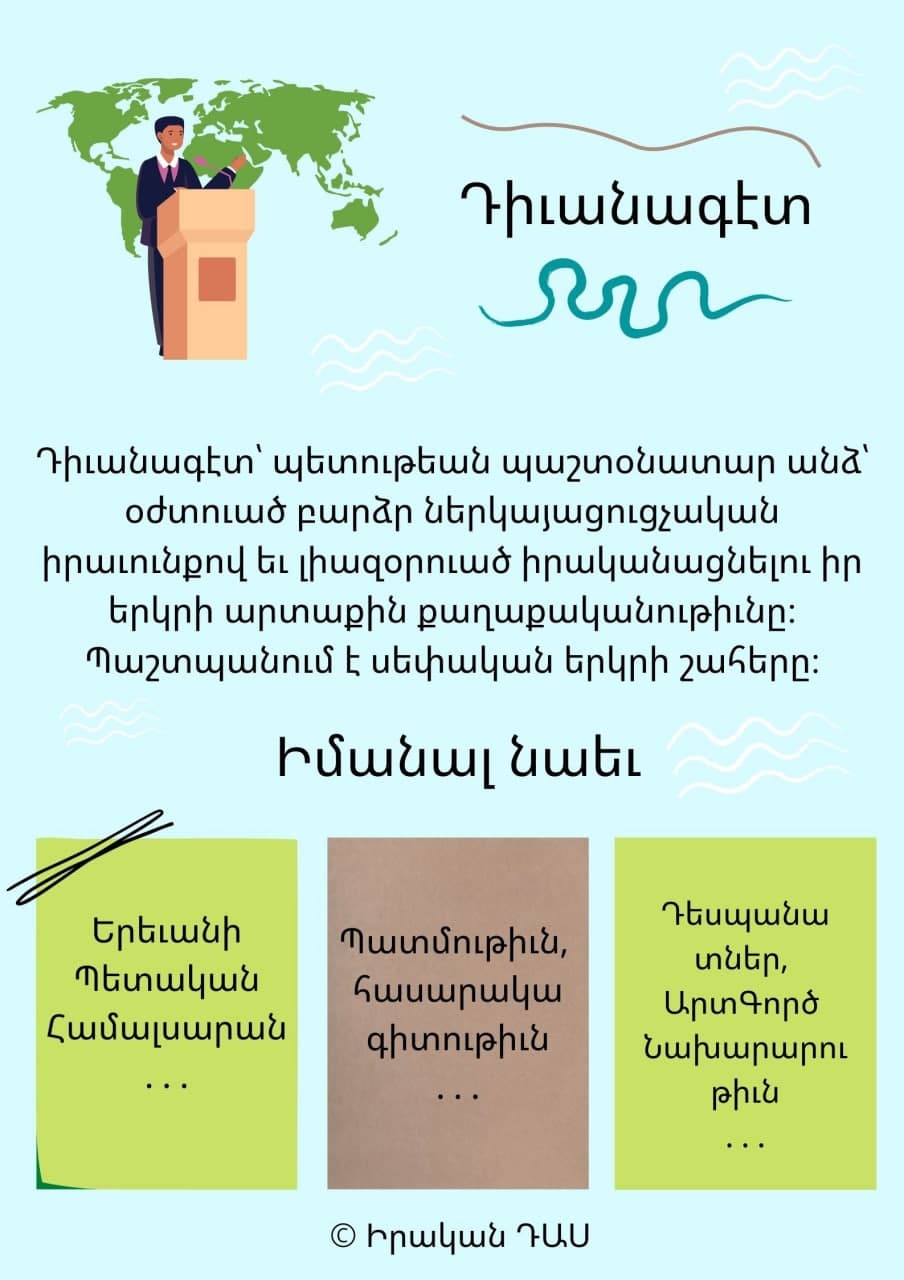 Դիւանագէտ
Դիւանագէտ՝ պետութեան պաշտօնատար անձ՝
օժտուած բարձր ներկայացուցչական
իրաւունքով եւ լիազօրուած իրականացնելու իր
երկրի արտաքին քաղաքականութիւնը։
Պաշտպանում է սեփական երկրի շահերը։
Իմանալ նաեւ
Երեւանի
Պետական
Համալսարան
. . .
Պատմութիւն,
հասարակա
գիտութիւն
. . .
Դեսպանա
տներ,
ԱրտԳործ
Նախարարու
թիւն
. . .
© Իրական ԴԱՍ